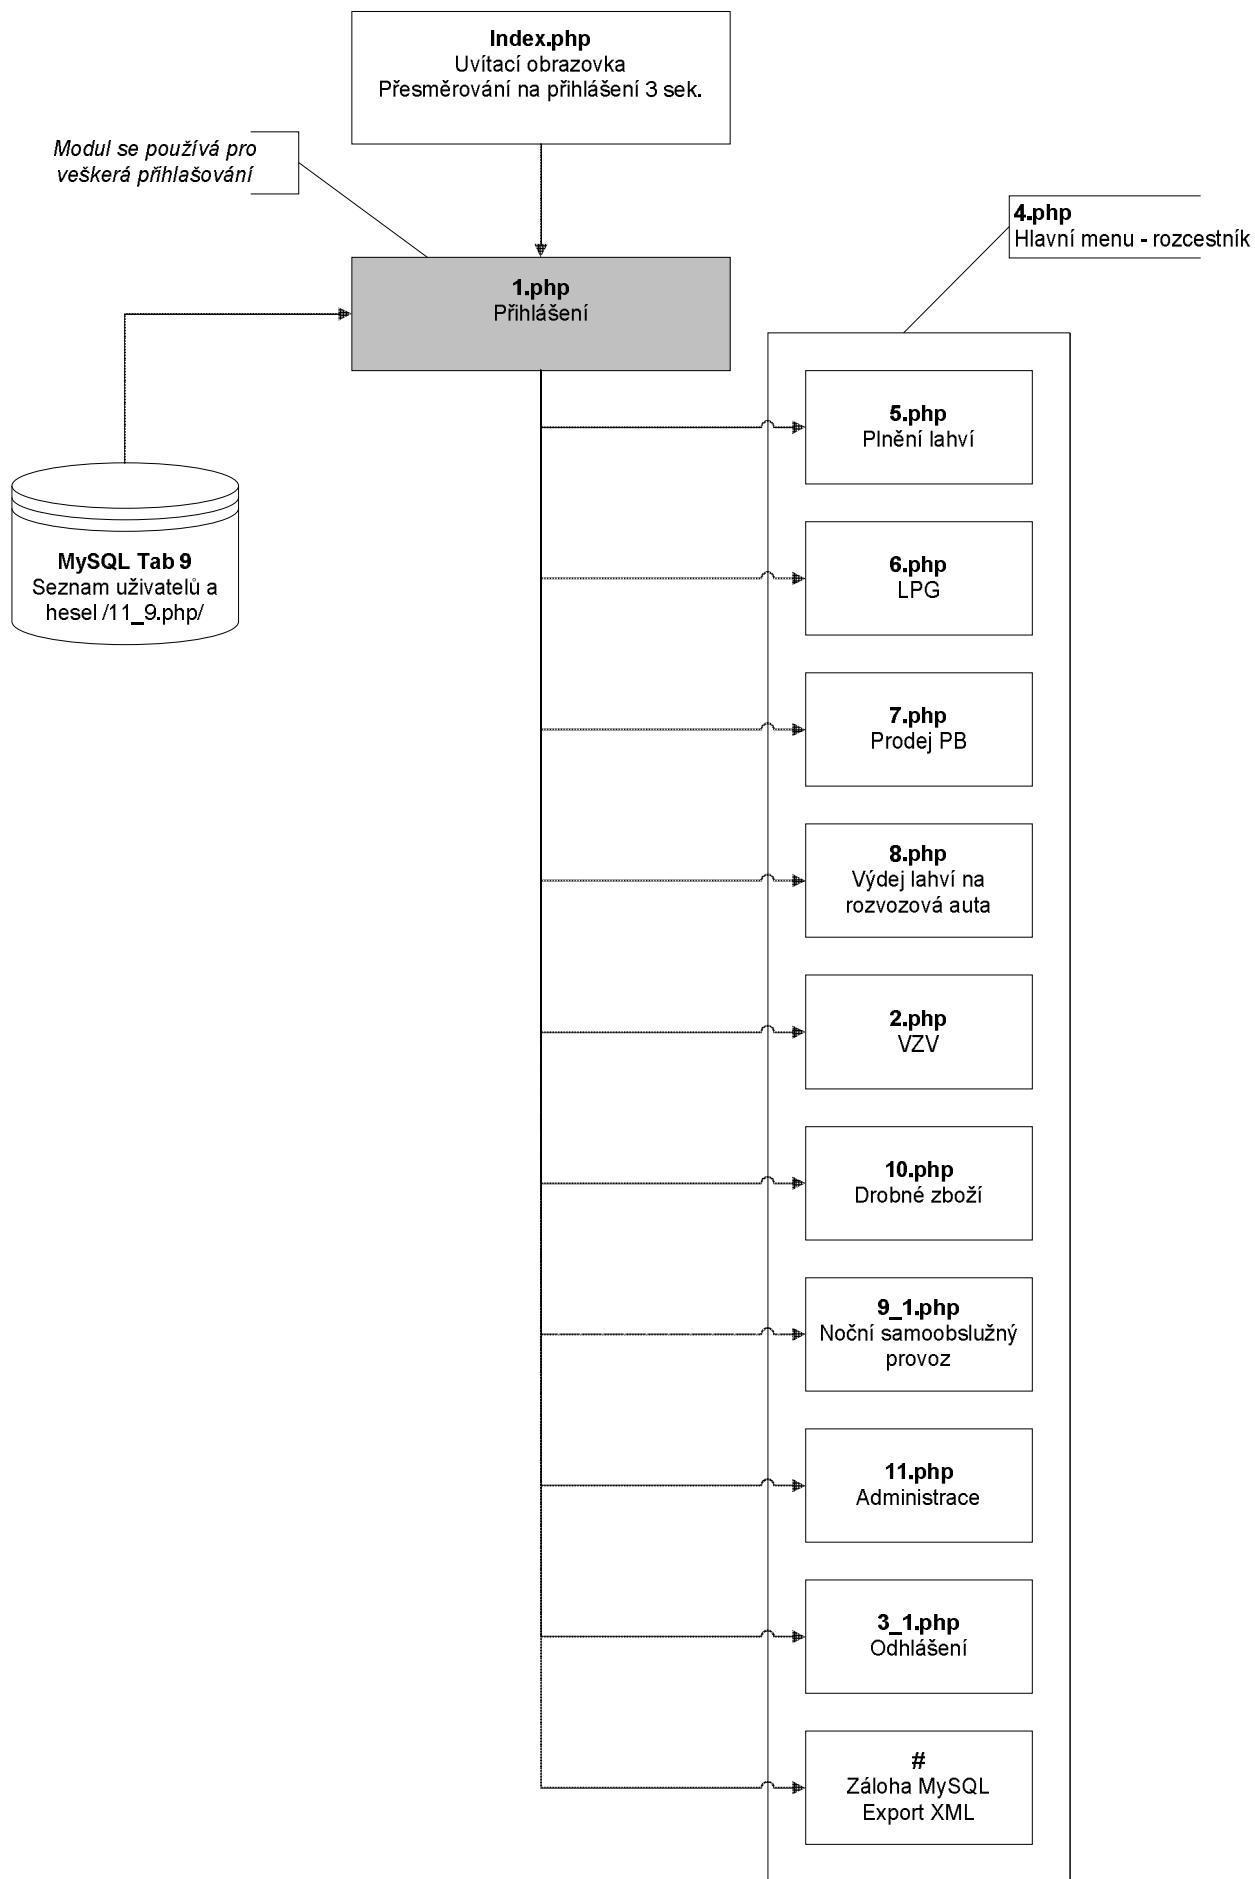 Index.php
Uvítací obrazovka
Přesměrování na přihlášení 3 sek.
Modul se používá pro
veškerá přihlašování
4.php
Hlavní menu - rozcestník
1.php
Přihlášení
5.php
Plnění lahví
MySQL Tab 9
Seznam uživatelů a
hesel /11_9.php/
6.php
LPG
7.php
Prodej PB
8.php
Výdej lahví na
rozvozová auta
2.php
VZV
10.php
Drobné zboží
9_1.php
Noční samoobslužný
provoz
11.php
Administrace
3_1.php
Odhlášení
#
Záloha MySQL
Export XML